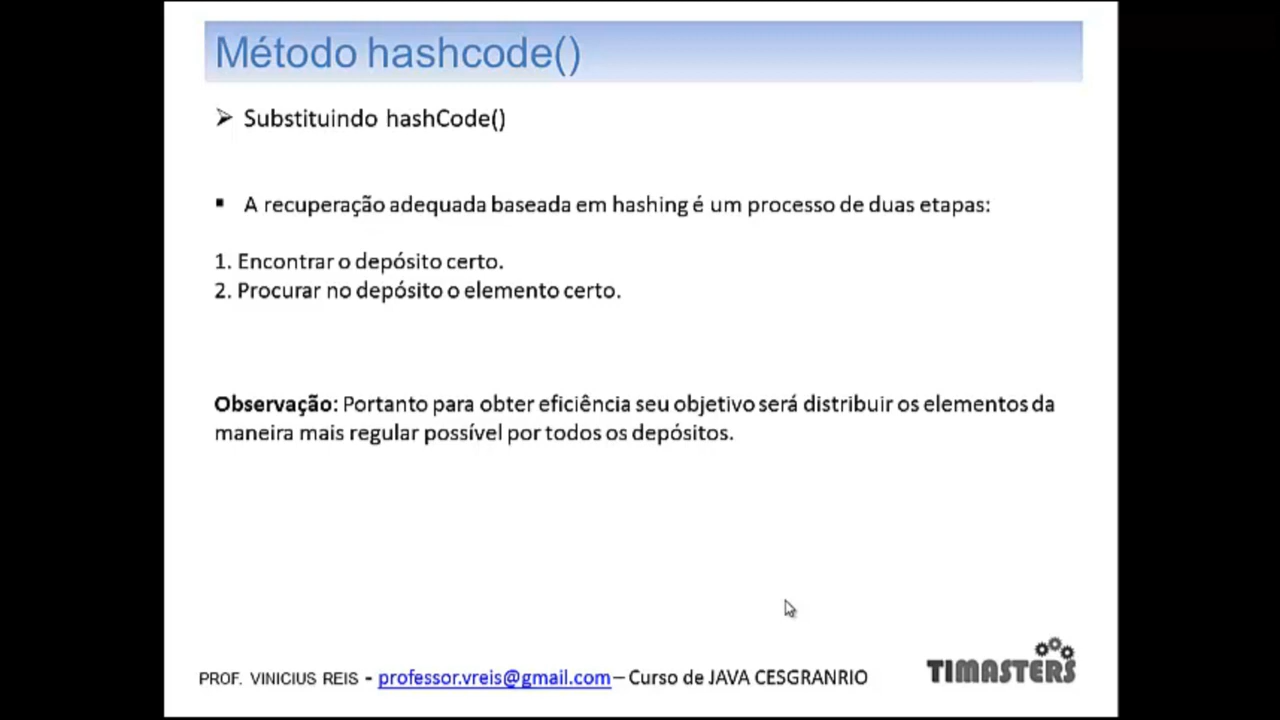 Método hashcode()
Substituindo hashCode()
A recuperação adequada baseada em hashing é um processo de duas etapas:
1. Encontrar o depósito certo.
2. Procurar no depósito o elemento certo.
Observação: Portanto para obter eficiência seu objetivo será distribuir os elementos da
maneira mais regular possível por todos os depósitos.
PROF. VINICIUS REIS - professor.vreis@gmail.com – Curso de JAVA CESGRANRIO
TIMASTERS